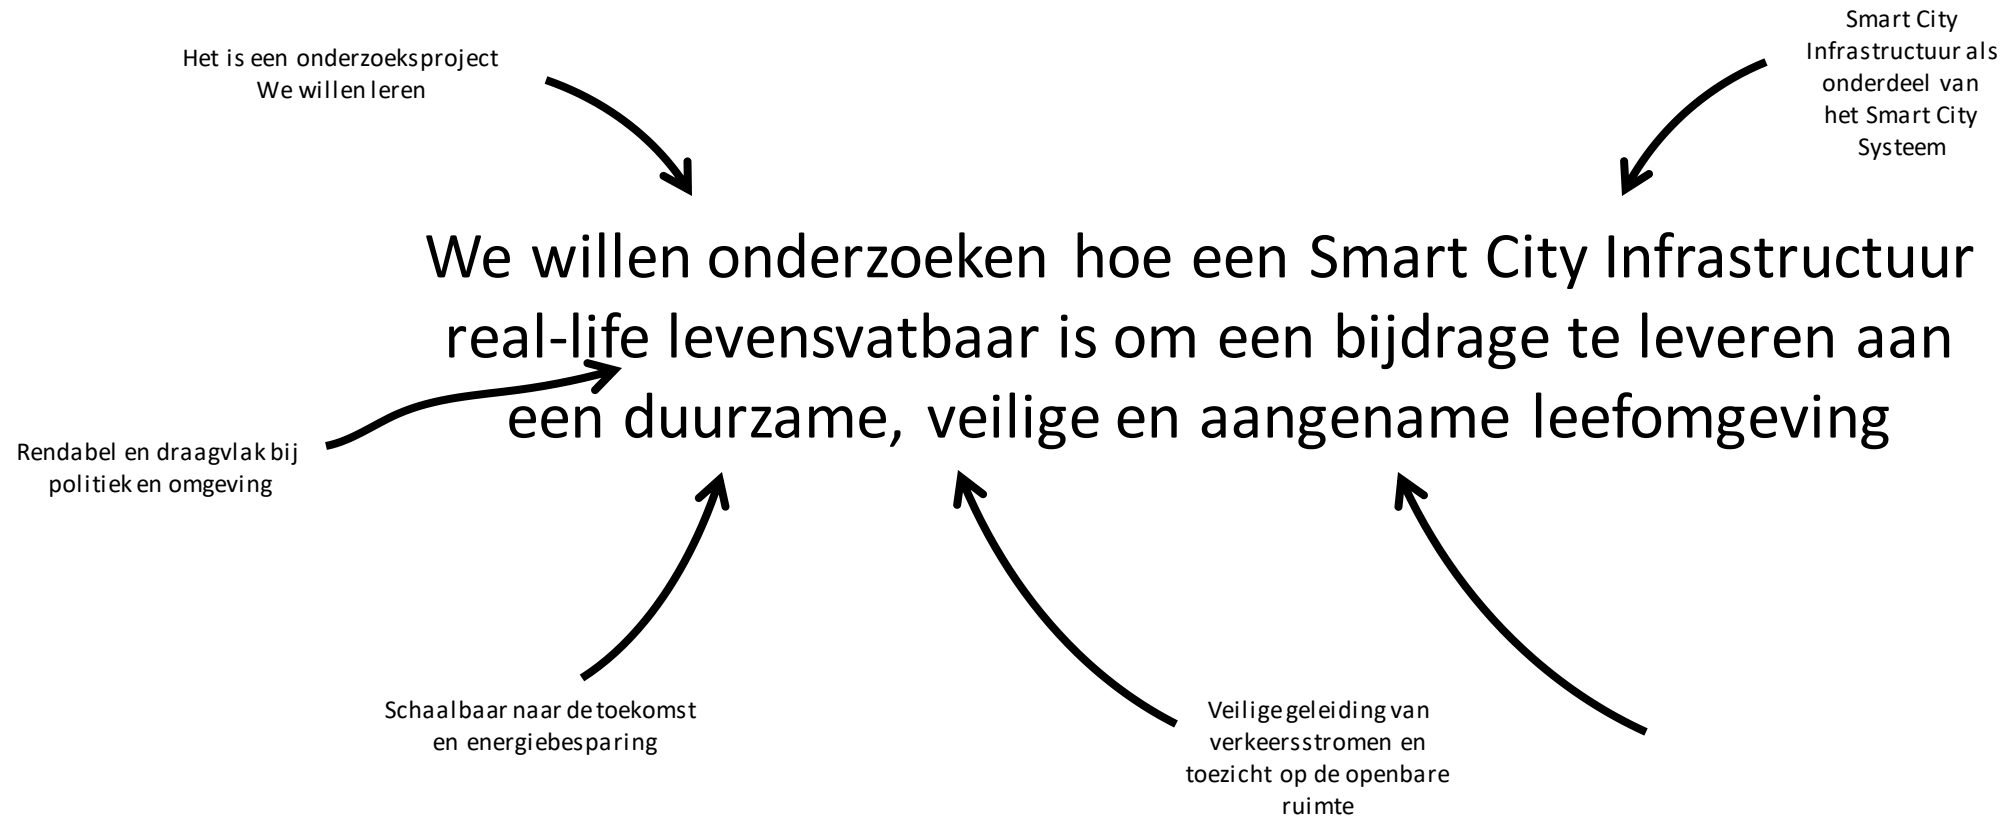 Het is een onderzoeksproject
We willen leren
Smart City
Infrastructuur als
onderdeel van
het Smart City
Systeem
We willen onderzoeken hoe een Smart City Infrastructuur
real-life levensvatbaar is om een bijdrage te leveren aan
een duurzame, veilige en aangename leefomgeving
Rendabel en draagvlak bij
politiek en omgeving
Schaalbaar naar de toekomst
en energiebesparing
Veilige geleiding van
verkeersstromen en
toezicht op de openbare
ruimte